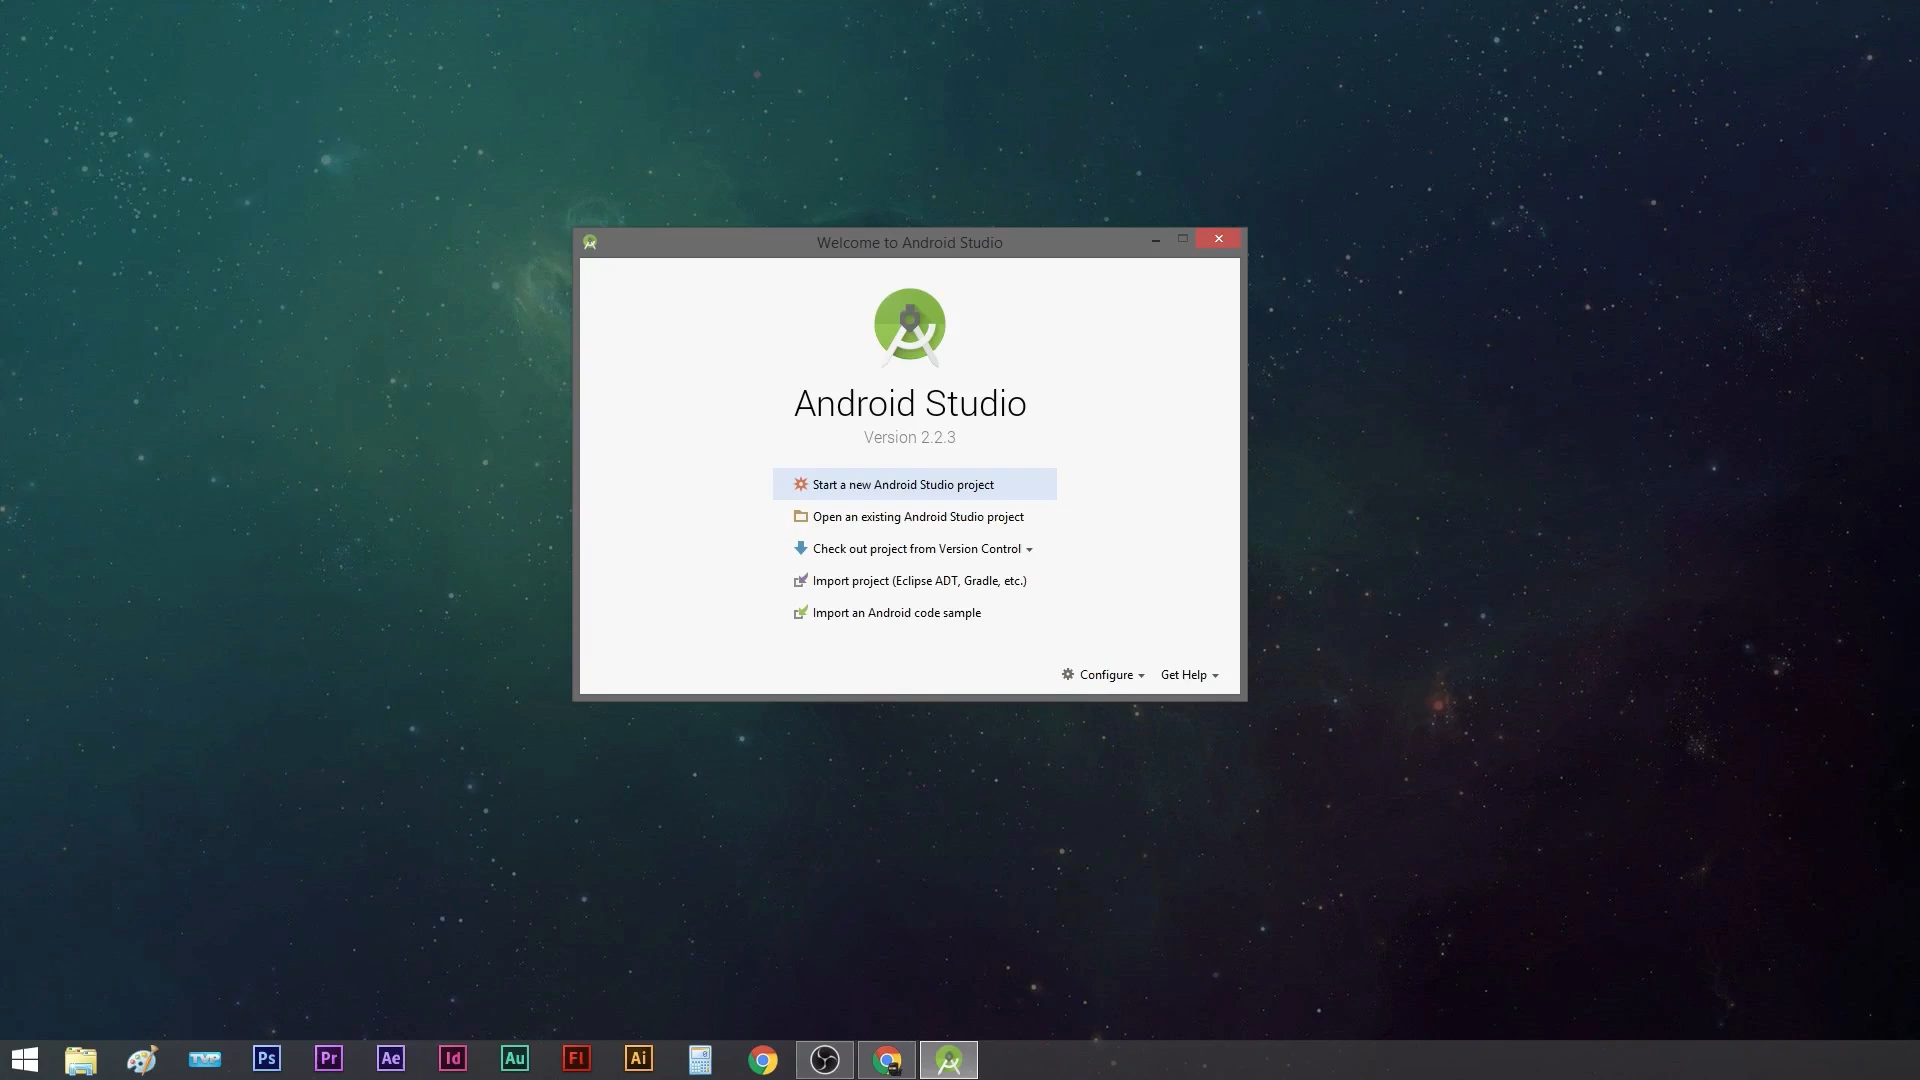 Welcome to Android Studio
Android Studio
Version 2.2.3
Start a new Android Studio project
Open an existing Android Studio project
Check out project from Version Control
Import project (Eclipse ADT, Gradle, etc.)
Import an Android code sample
Configure
Get Help
TVP
Ps
Pr
Ae
Id
Au
Fl
Ai